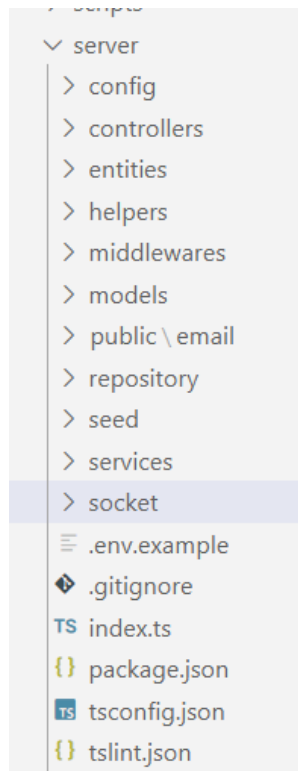 server
config
controllers
entities
helpers
middlewares
models
public \ email
repository
seed
services
socket
.env.example
.gitignore
TS index.ts
{} package.json
TS tsconfig.json
{} tslint.json